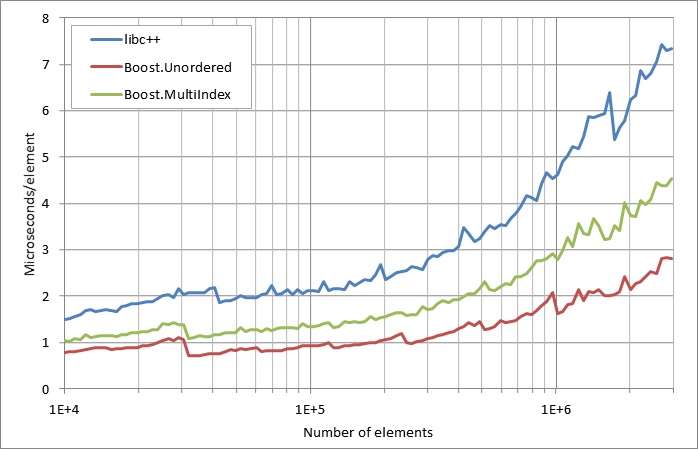 8
7
6
5
4
3
2
1
0
Microseconds/element
libc++
Boost.Unordered
Boost.MultiIndex
1E+4
1E+5
1E+6
Number of elements